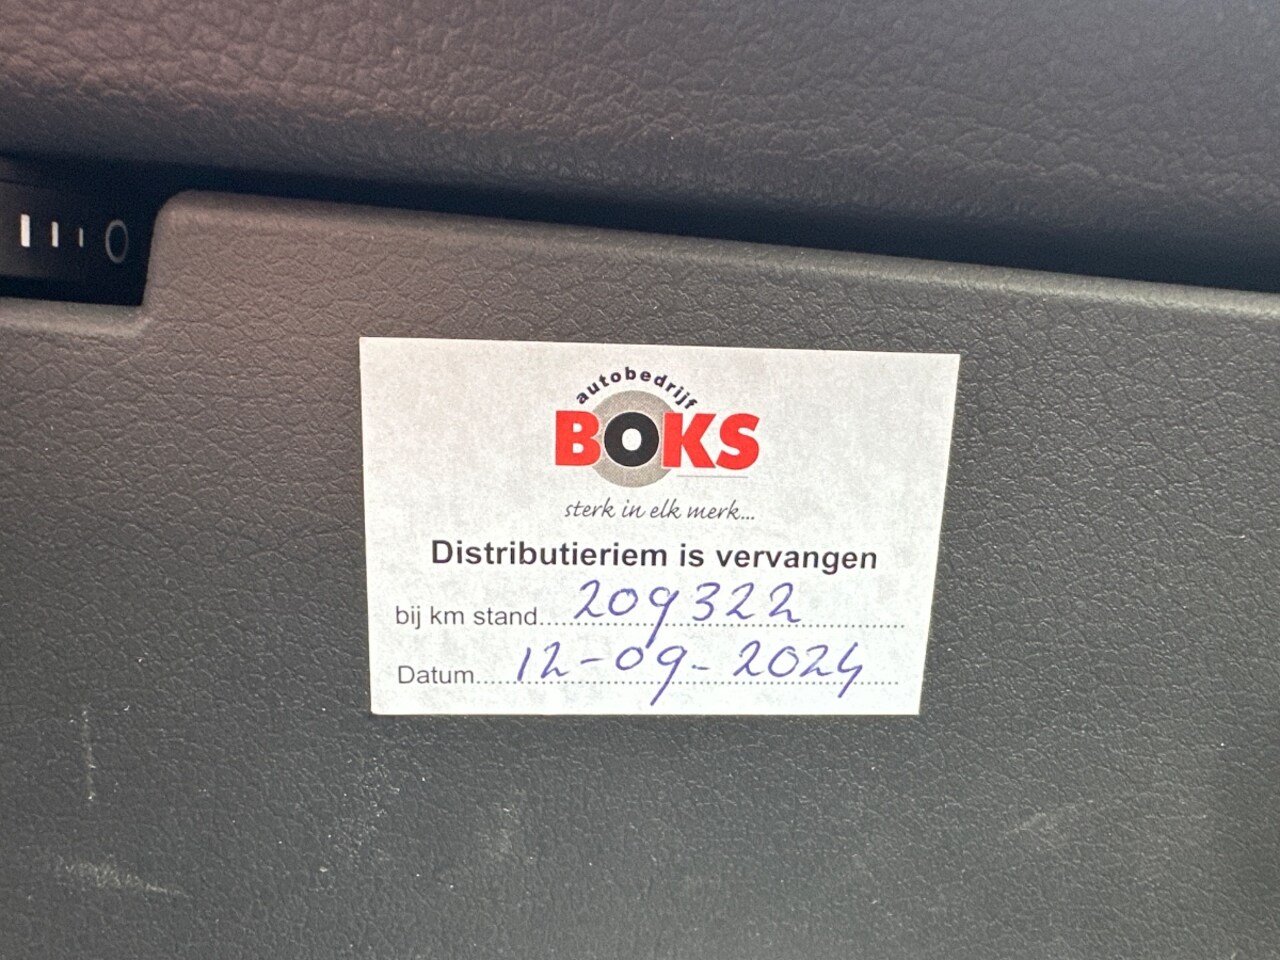 autobedrijf
BOKS
sterk in elk merk...
Distributieriem is vervangen
bij km stand.....209322
Datum.....12-09-2024